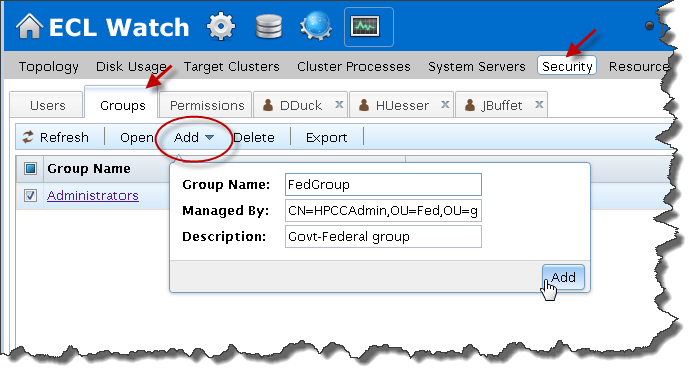 ECL Watch
Topology Disk Usage Target Clusters Cluster Processes System Servers Security Resource
Users Groups Permissions DDuck x HUesser x JBuffet x
Refresh Open Add Delete Export
Group Name
Administrators
Group Name: FedGroup
Managed By: CN=HPCCAdmin,OU=Fed,OU=g
Description: Govt-Federal group
Add